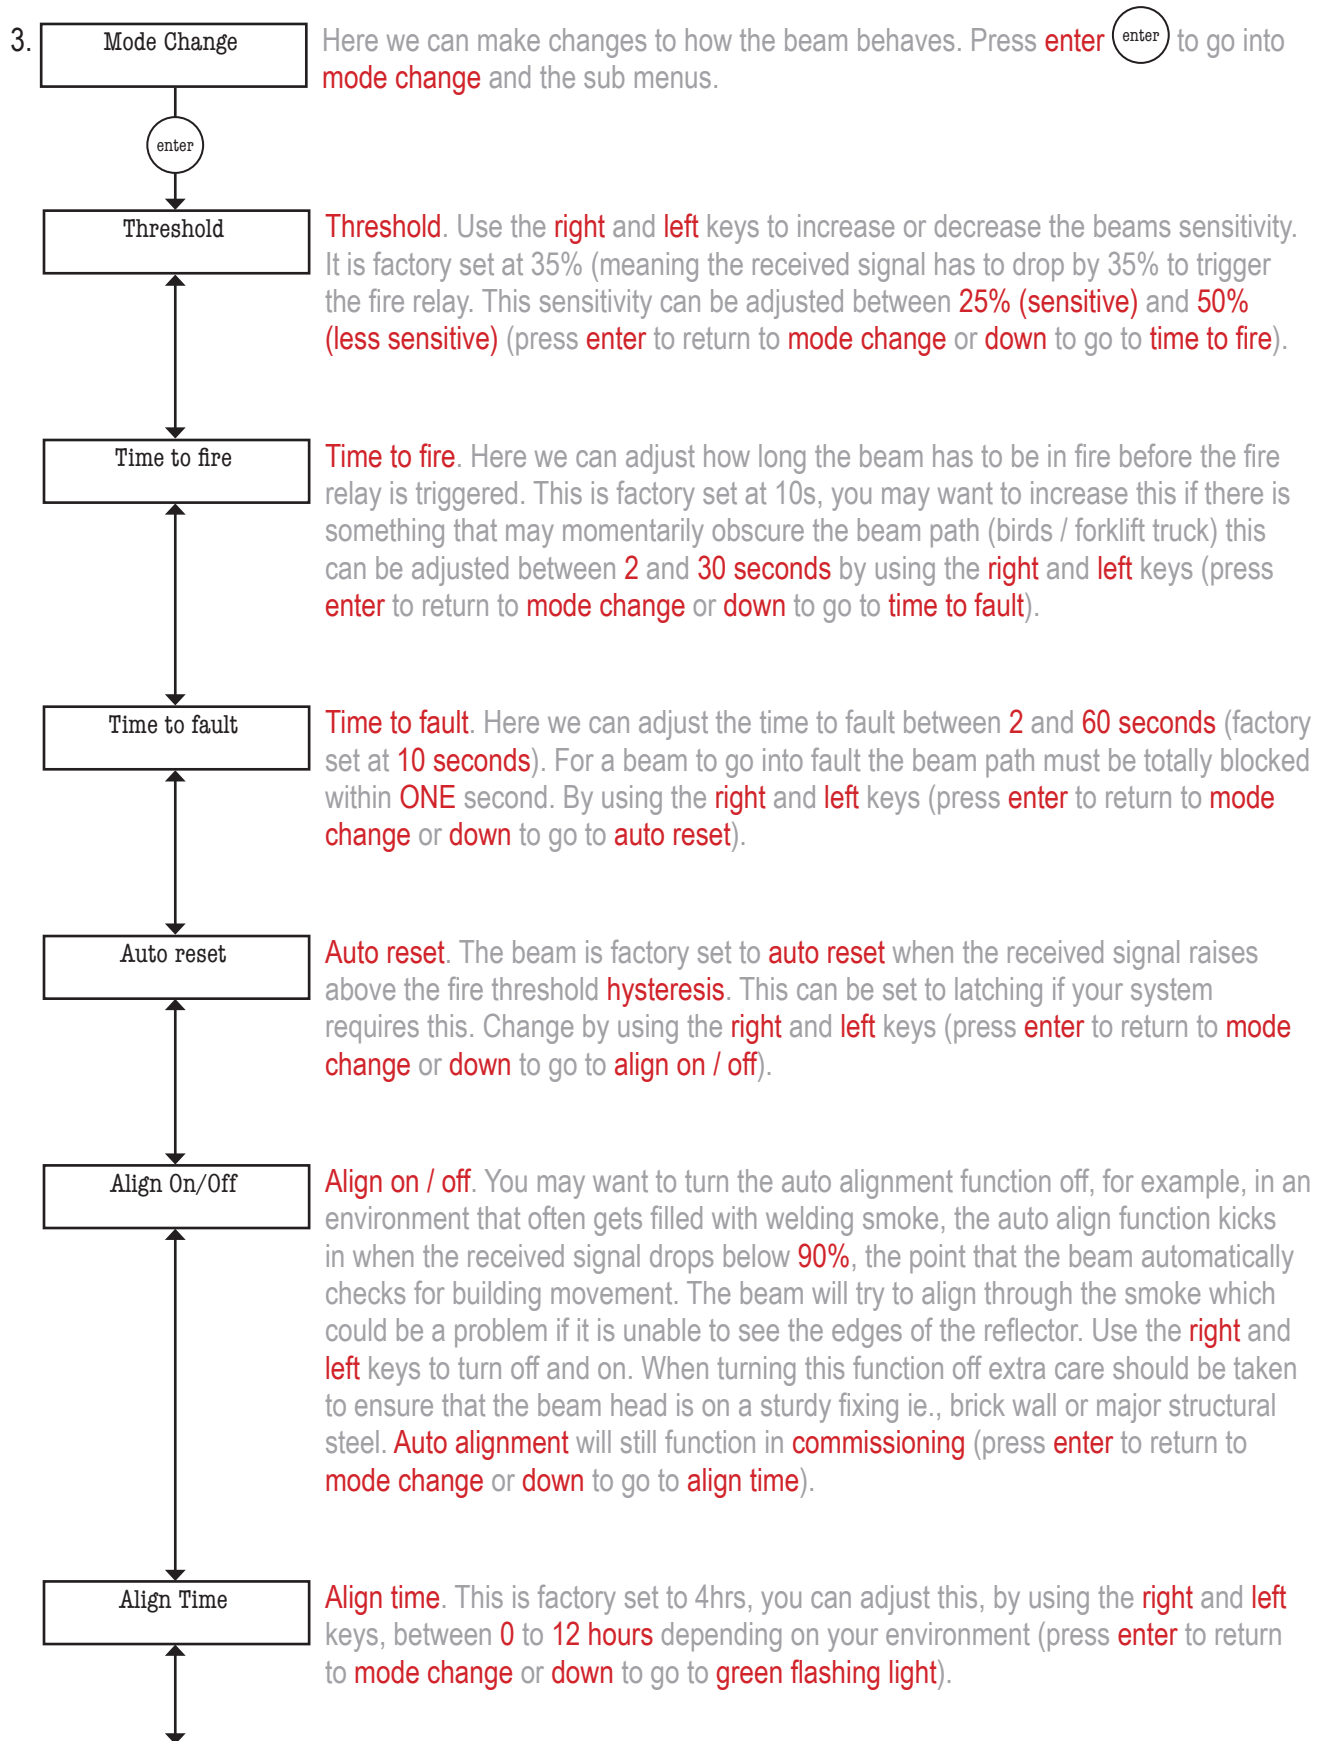 3.
Mode Change
Here we can make changes to how the beam behaves. Press enter enter to go into
mode change and the sub menus.
enter
Threshold
Threshold. Use the right and left keys to increase or decrease the beams sensitivity.
It is factory set at 35% (meaning the received signal has to drop by 35% to trigger
the fire relay. This sensitivity can be adjusted between 25% (sensitive) and 50%
(less sensitive) (press enter to return to mode change or down to go to time to fire).
Time to fire
Time to fire. Here we can adjust how long the beam has to be in fire before the fire
relay is triggered. This is factory set at 10s, you may want to increase this if there is
something that may momentarily obscure the beam path (birds / forklift truck) this
can be adjusted between 2 and 30 seconds by using the right and left keys (press
enter to return to mode change or down to go to time to fault).
Time to fault
Time to fault. Here we can adjust the time to fault between 2 and 60 seconds (factory
set at 10 seconds). For a beam to go into fault the beam path must be totally blocked
within ONE second. By using the right and left keys (press enter to return to mode
change or down to go to auto reset).
Auto reset
Auto reset. The beam is factory set to auto reset when the received signal raises
above the fire threshold hysteresis. This can be set to latching if your system
requires this. Change by using the right and left keys (press enter to return to mode
change or down to go to align on / off).
Align On/Off
Align on / off. You may want to turn the auto alignment function off, for example, in an
environment that often gets filled with welding smoke, the auto align function kicks
in when the received signal drops below 90%, the point that the beam automatically
checks for building movement. The beam will try to align through the smoke which
could be a problem if it is unable to see the edges of the reflector. Use the right and
left keys to turn off and on. When turning this function off extra care should be taken
to ensure that the beam head is on a sturdy fixing ie., brick wall or major structural
steel. Auto alignment will still function in commissioning (press enter to return to
mode change or down to go to align time).
Align Time
Align time. This is factory set to 4hrs, you can adjust this, by using the right and left
keys, between 0 to 12 hours depending on your environment (press enter to return
to mode change or down to go to green flashing light).